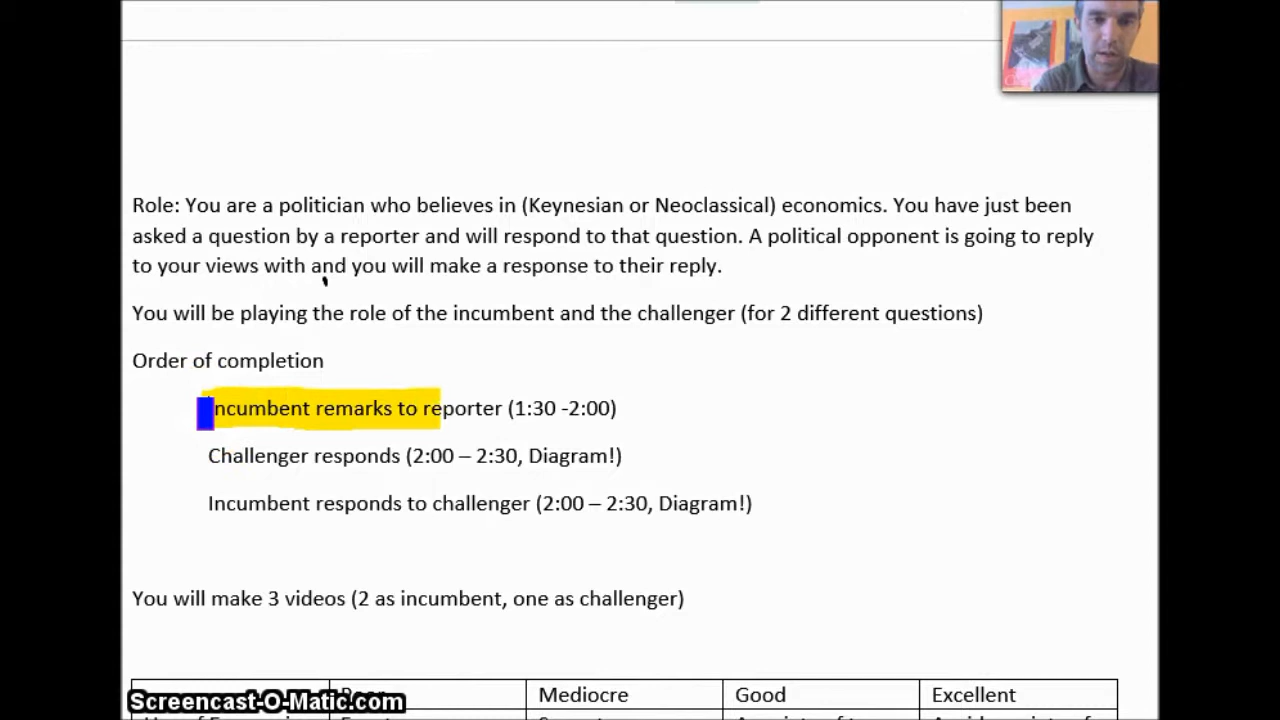 Role: You are a politician who believes in (Keynesian or Neoclassical) economics. You have just been
asked a question by a reporter and will respond to that question. A political opponent is going to reply
to your views with and you will make a response to their reply.
You will be playing the role of the incumbent and the challenger (for 2 different questions)
Order of completion
Incumbent remarks to reporter (1:30 -2:00)
Challenger responds (2:00 – 2:30, Diagram!)
Incumbent responds to challenger (2:00 – 2:30, Diagram!)
You will make 3 videos (2 as incumbent, one as challenger)
Mediocre Good Excellent
Screencast-O-Matic.com